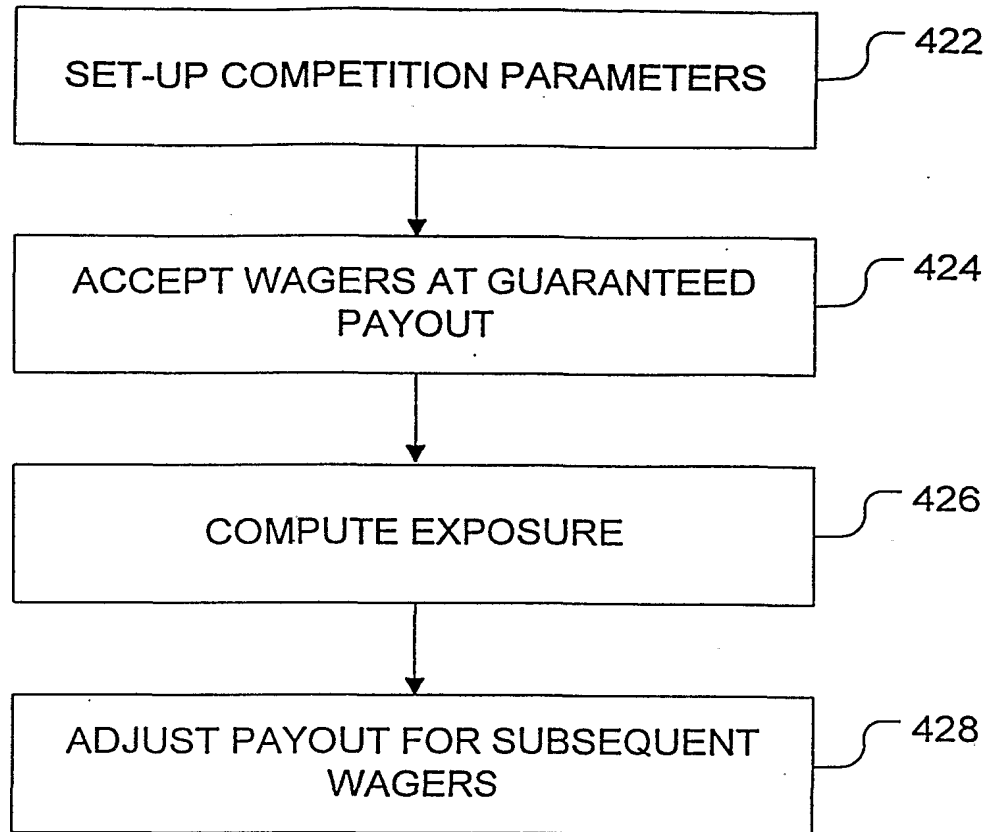 SET-UP COMPETITION PARAMETERS
422
ACCEPT WAGERS AT GUARANTEED
PAYOUT
424
COMPUTE EXPOSURE
426
ADJUST PAYOUT FOR SUBSEQUENT
WAGERS
428